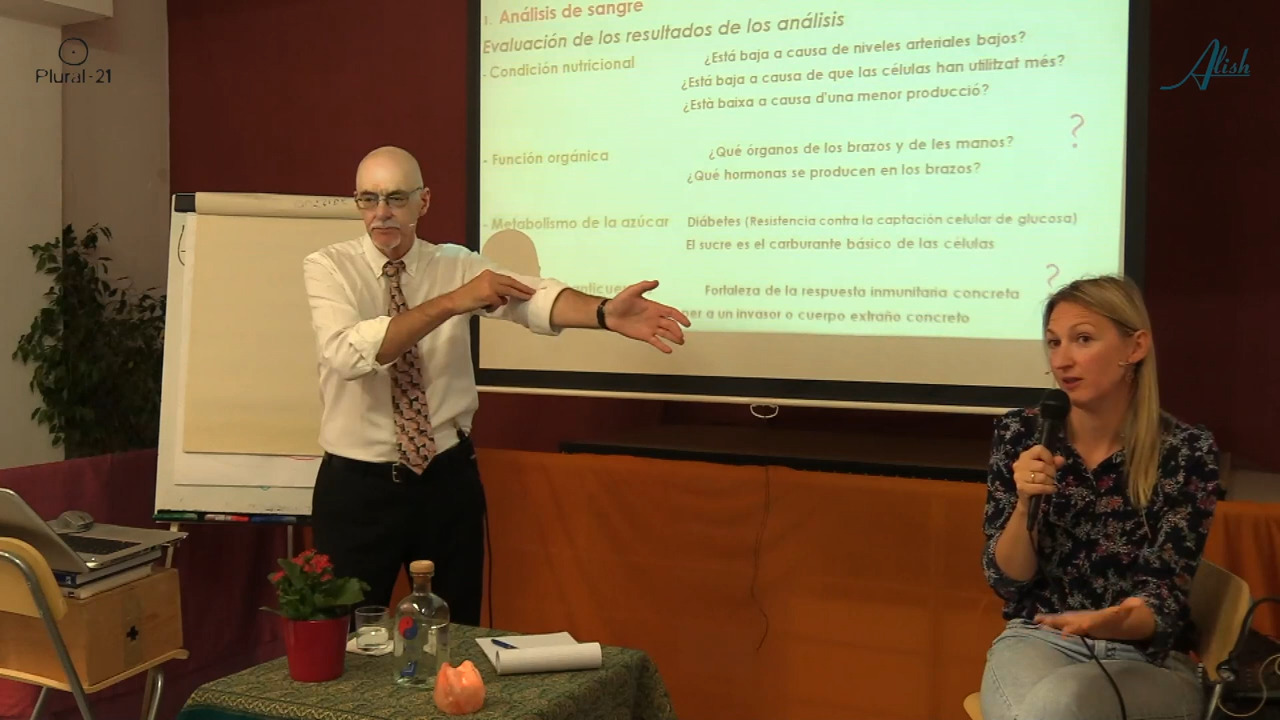 Plural-21
Alish
1. Análisis de sangre
Evaluación de los resultados de los análisis
- Condición nutricional
¿Está baja a causa de niveles arteriales bajos?
¿Está baja a causa de que las células han utilitzat més?
¿Està baixa a causa d'una menor producció?
?
- Función orgánica
¿Qué órganos de los brazos y de les manos?
¿Qué hormonas se producen en los brazos?
- Metabolismo de la azúcar
Diábetes (Resistencia contra la captación celular de glucosa)
El sucre es el carburante básico de las células
?
Fortaleza de la respuesta inmunitaria concreta
a un invasor o cuerpo extraño concreto